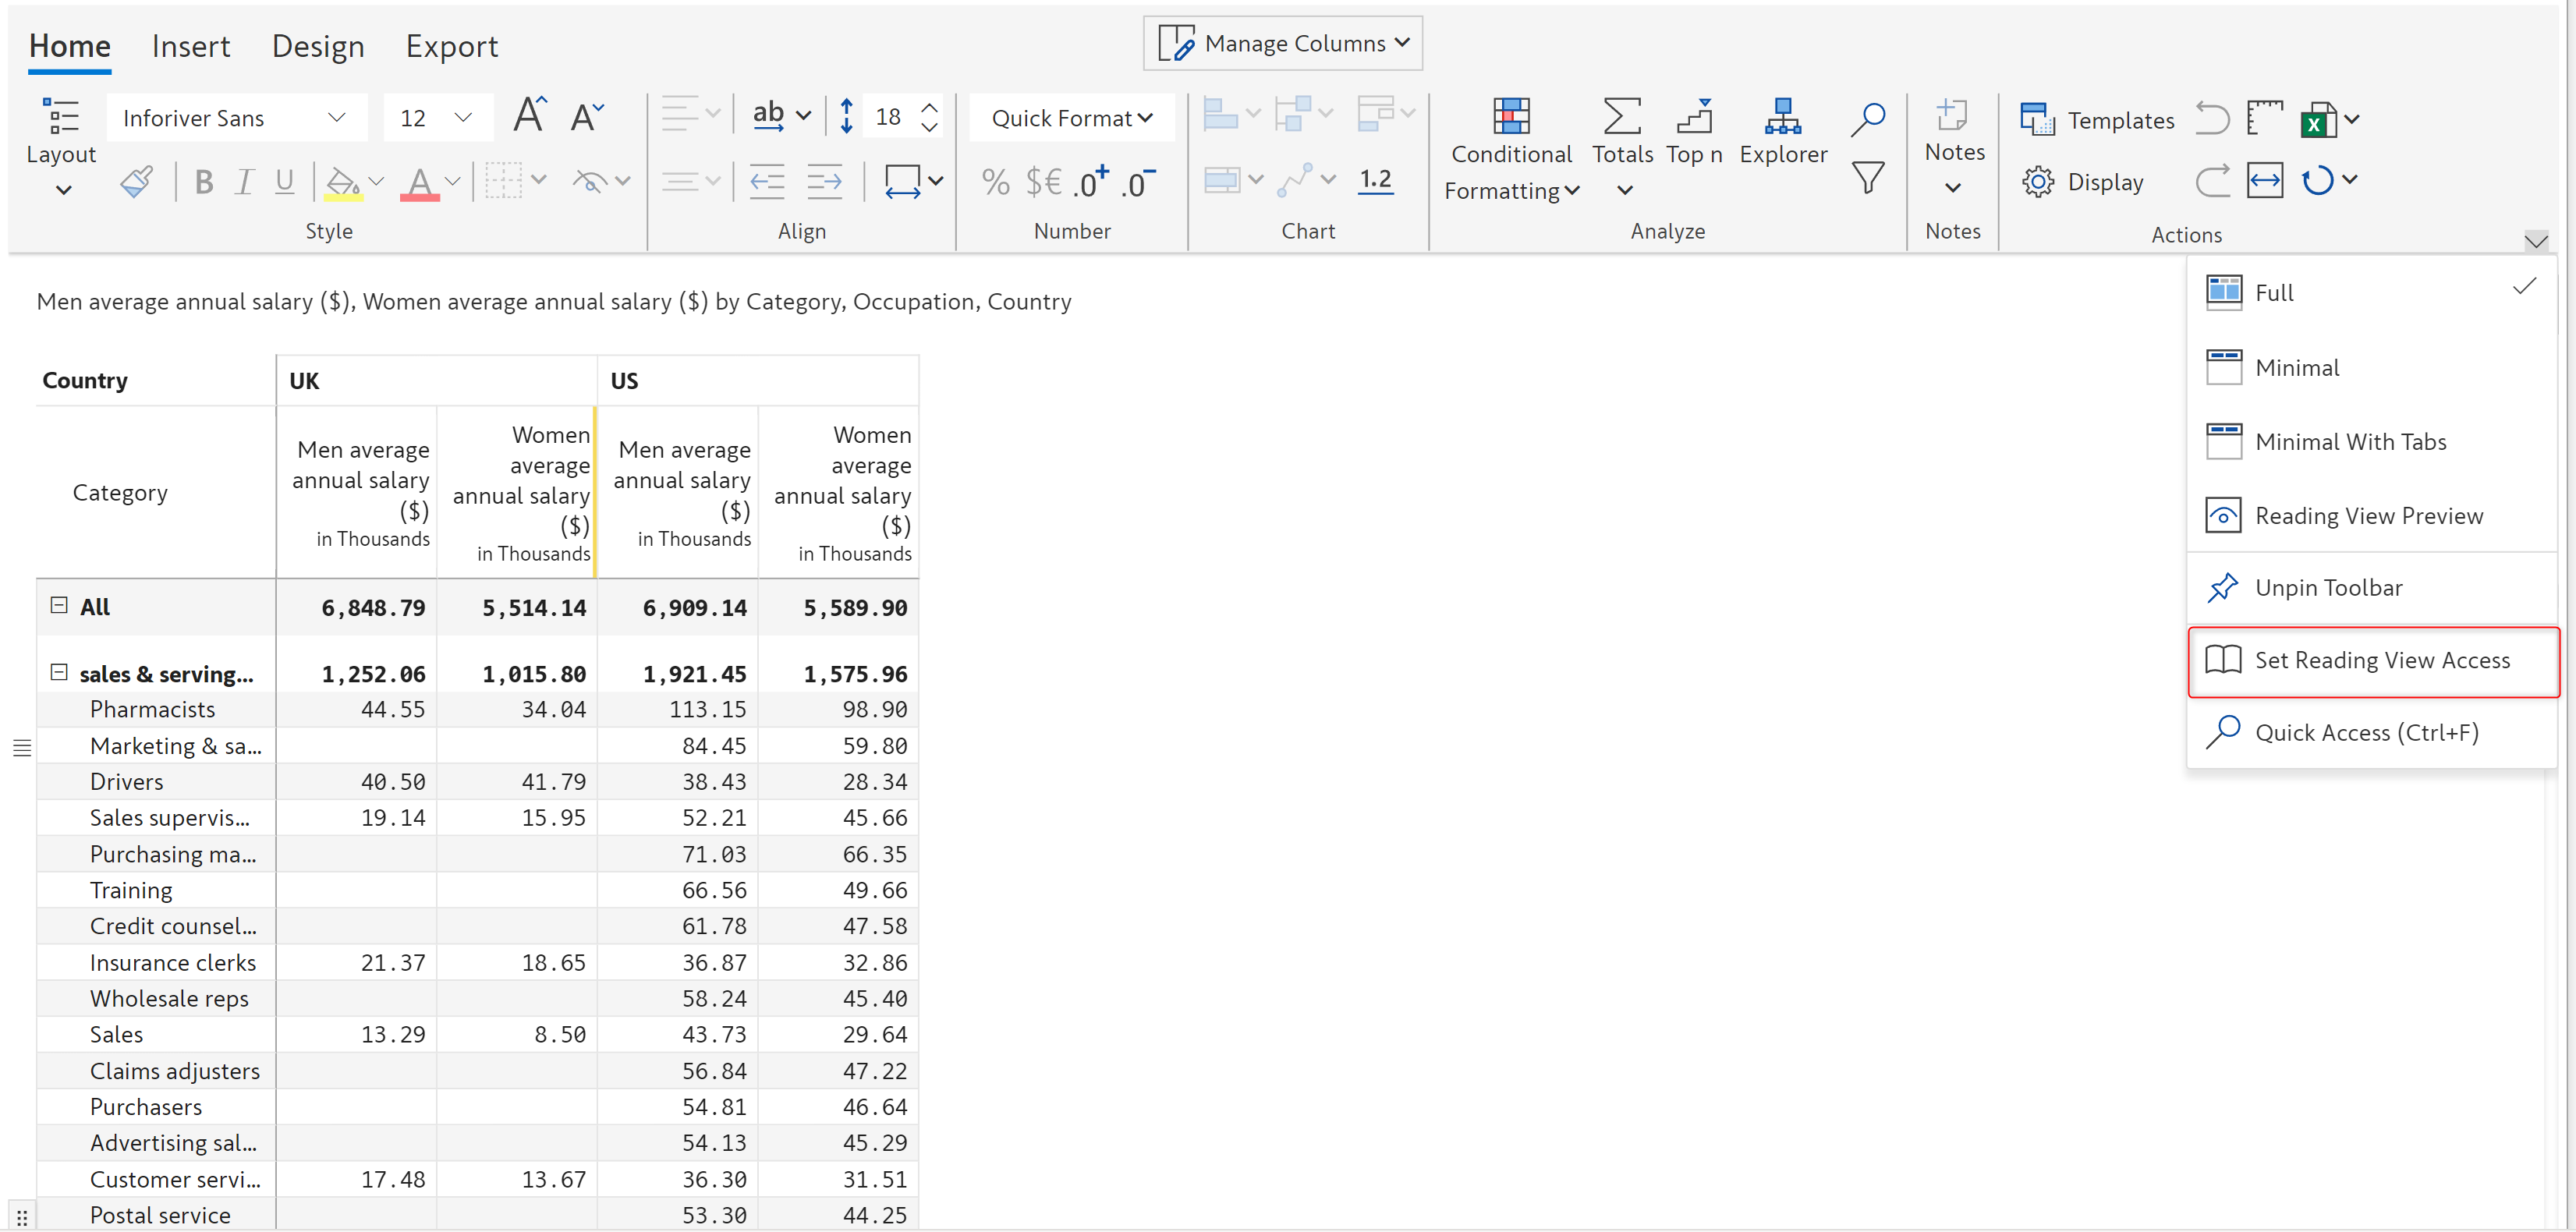 Home Insert Design Export Manage Columns
Inforiver Sans 12 A A ab 18 Quick Format Templates X
Layout Conditional Formatting Totals Top n Explorer Notes
B I U A % $€ .0+ .0- 1.2 Display
Style Align Number Chart Analyze Notes Actions
Men average annual salary ($), Women average annual salary ($) by Category, Occupation, Country
Full
Minimal
Minimal With Tabs
Reading View Preview
Unpin Toolbar
Set Reading View Access
Quick Access (Ctrl+F)
Country UK US
Category Men average annual salary ($) in Thousands Women average annual salary ($) in Thousands Men average annual salary ($) in Thousands Women average annual salary ($) in Thousands
All 6,848.79 5,514.14 6,909.14 5,589.90
sales & serving... 1,252.06 1,015.80 1,921.45 1,575.96
Pharmacists 44.55 34.04 113.15 98.90
Marketing & sa... 84.45 59.80
Drivers 40.50 41.79 38.43 28.34
Sales supervis... 19.14 15.95 52.21 45.66
Purchasing ma... 71.03 66.35
Training 66.56 49.66
Credit counsel... 61.78 47.58
Insurance clerks 21.37 18.65 36.87 32.86
Wholesale reps 58.24 45.40
Sales 13.29 8.50 43.73 29.64
Claims adjusters 56.84 47.22
Purchasers 54.81 46.64
Advertising sal... 54.13 45.29
Customer servi... 17.48 13.67 36.30 31.51
Postal service 53.30 44.25